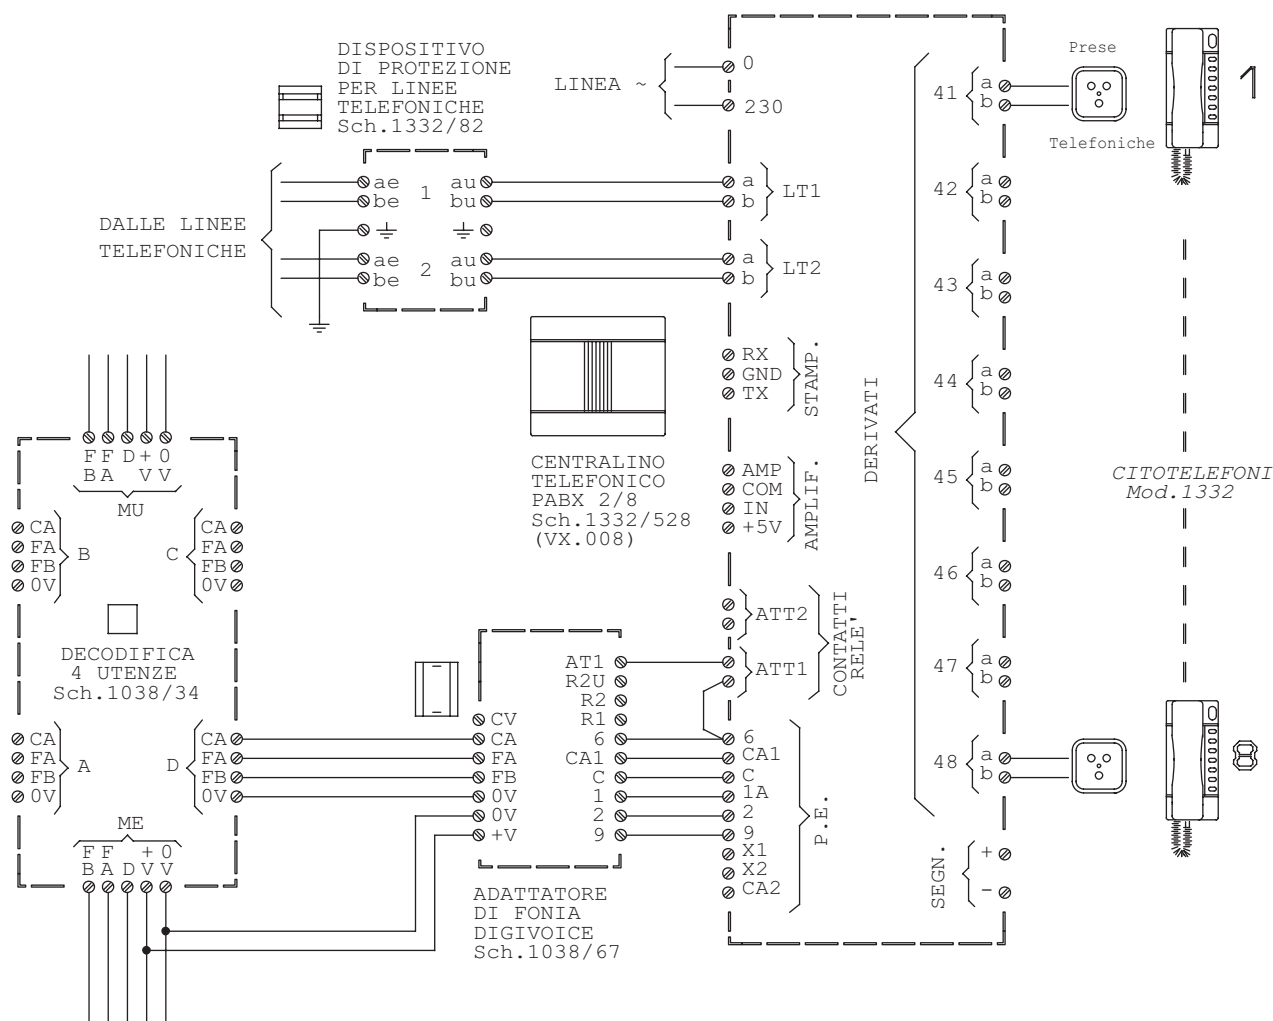 DISPOSITIVO
DI PROTEZIONE
PER LINEE
TELEFONICHE
Sch.1332/82
LINEA ~
0
230
DALLE LINEE
TELEFONICHE
ae 1 au
be bu
ae 2 au
be bu
a
b
LT1
a
b
LT2
RX
GND
TX
STAMP.
AMP
COM
IN
+5V
AMPLIF.
ATT2
ATT1
CONTATTI
RELE'
6
CA1
C
1A
2
9
X1
X2
CA2
P.E.
DERIVATI
41 a
b
42 a
b
43 a
b
44 a
b
45 a
b
46 a
b
47 a
b
48 a
b
SEGN.
+
-
Prese
Telefoniche
1
CITOTELEFONI
Mod.1332
8
CENTRALINO
TELEFONICO
PABX 2/8
Sch.1332/528
(VX.008)
F F D + 0
B A V V
MU
CA
FA
FB
0V
B
C
CA
FA
FB
0V
DECODIFICA
4 UTENZE
Sch.1038/34
CA
FA
FB
0V
A
D
CA
FA
FB
0V
ME
F F + 0
B A D V V
CV
CA
FA
FB
0V
0V
+V
AT1
R2U
R2
R1
6
CA1
C
1
2
9
ADATTATORE
DI FONIA
DIGIVOICE
Sch.1038/67